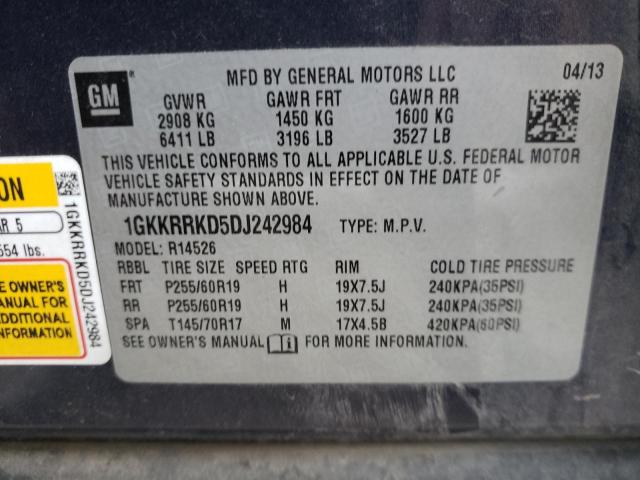 GM
MFD BY GENERAL MOTORS LLC 04/13
GVWR GAWR FRT GAWR RR
2908 KG 1450 KG 1600 KG
6411 LB 3196 LB 3527 LB
THIS VEHICLE CONFORMS TO ALL APPLICABLE U.S. FEDERAL MOTOR
VEHICLE SAFETY STANDARDS IN EFFECT ON THE DATE OF
MANUFACTURE SHOWN ABOVE.
1GKKRRKD5DJ242984 TYPE: M.P.V.
MODEL: R14526
RBBL TIRE SIZE SPEED RTG RIM COLD TIRE PRESSURE
FRT P255/60R19 H 19X7.5J 240KPA(35PSI)
RR P255/60R19 H 19X7.5J 240KPA(35PSI)
SPA T145/70R17 M 17X4.5B 420KPA(60PSI)
SEE OWNER'S MANUAL FOR MORE INFORMATION.
ON
AR 5
554 lbs.
E OWNER'S
MANUAL FOR
ADDITIONAL
INFORMATION
1GKKRRKD5DJ242984